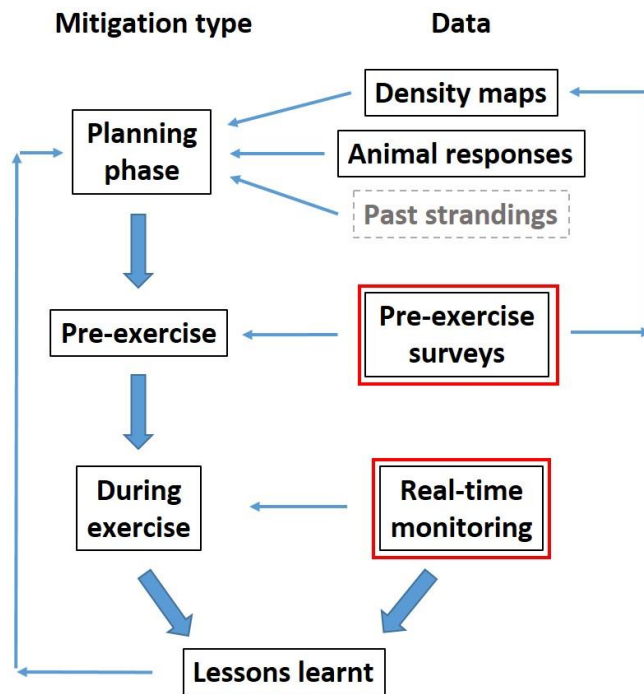 Mitigation type
Data
Density maps
Planning
phase
Animal responses
Past strandings
Pre-exercise
Pre-exercise
surveys
During
exercise
Real-time
monitoring
Lessons learnt